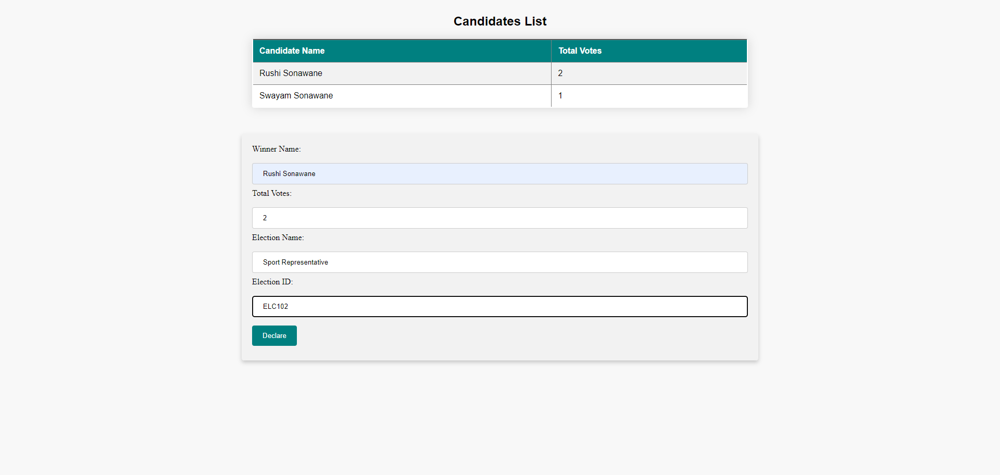 Candidates List
Candidate Name Total Votes
Rushi Sonawane 2
Swayam Sonawane 1
Winner Name:
Rushi Sonawane
Total Votes:
2
Election Name:
Sport Representative
Election ID:
ELC102
Declare